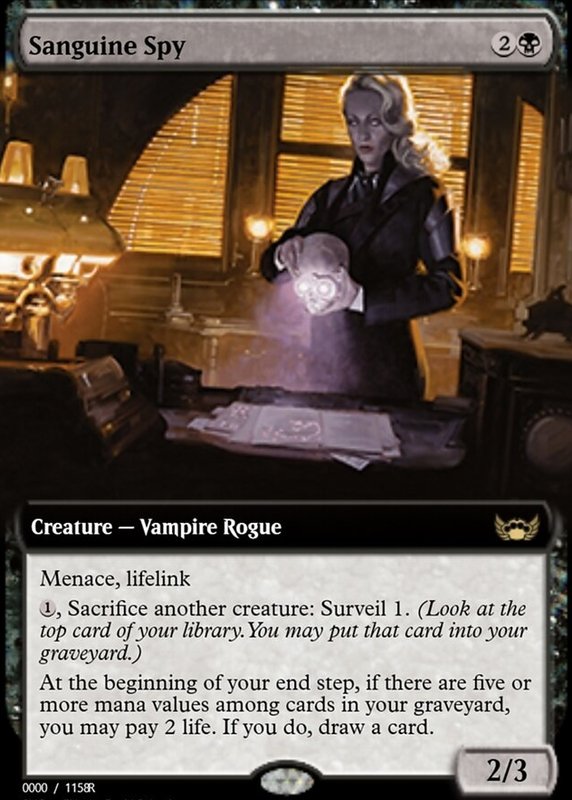 Sanguine Spy 2
Creature — Vampire Rogue
Menace, lifelink
1, Sacrifice another creature: Surveil 1. (Look at the
top card of your library. You may put that card into your
graveyard.)
At the beginning of your end step, if there are five or
more mana values among cards in your graveyard,
you may pay 2 life. If you do, draw a card.
2/3
0000 / 1158R